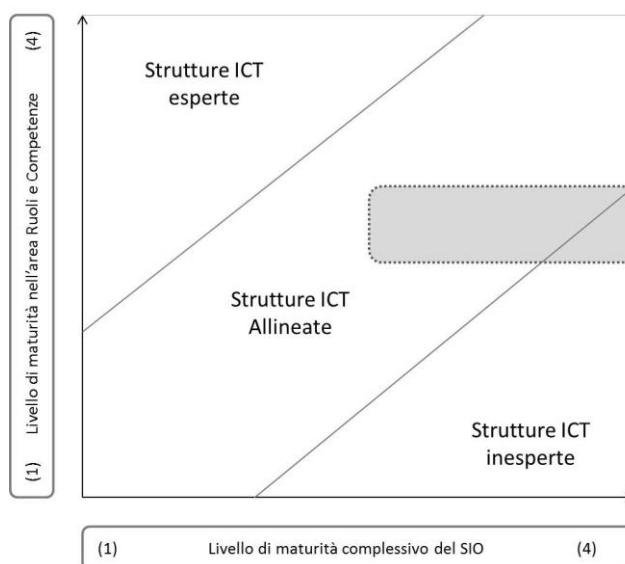 (1) Livello di maturità nell'area Ruoli e Competenze (4)
Strutture ICT
esperte
Strutture ICT
Allineate
Strutture ICT
inesperte
(1) Livello di maturità complessivo del SIO (4)